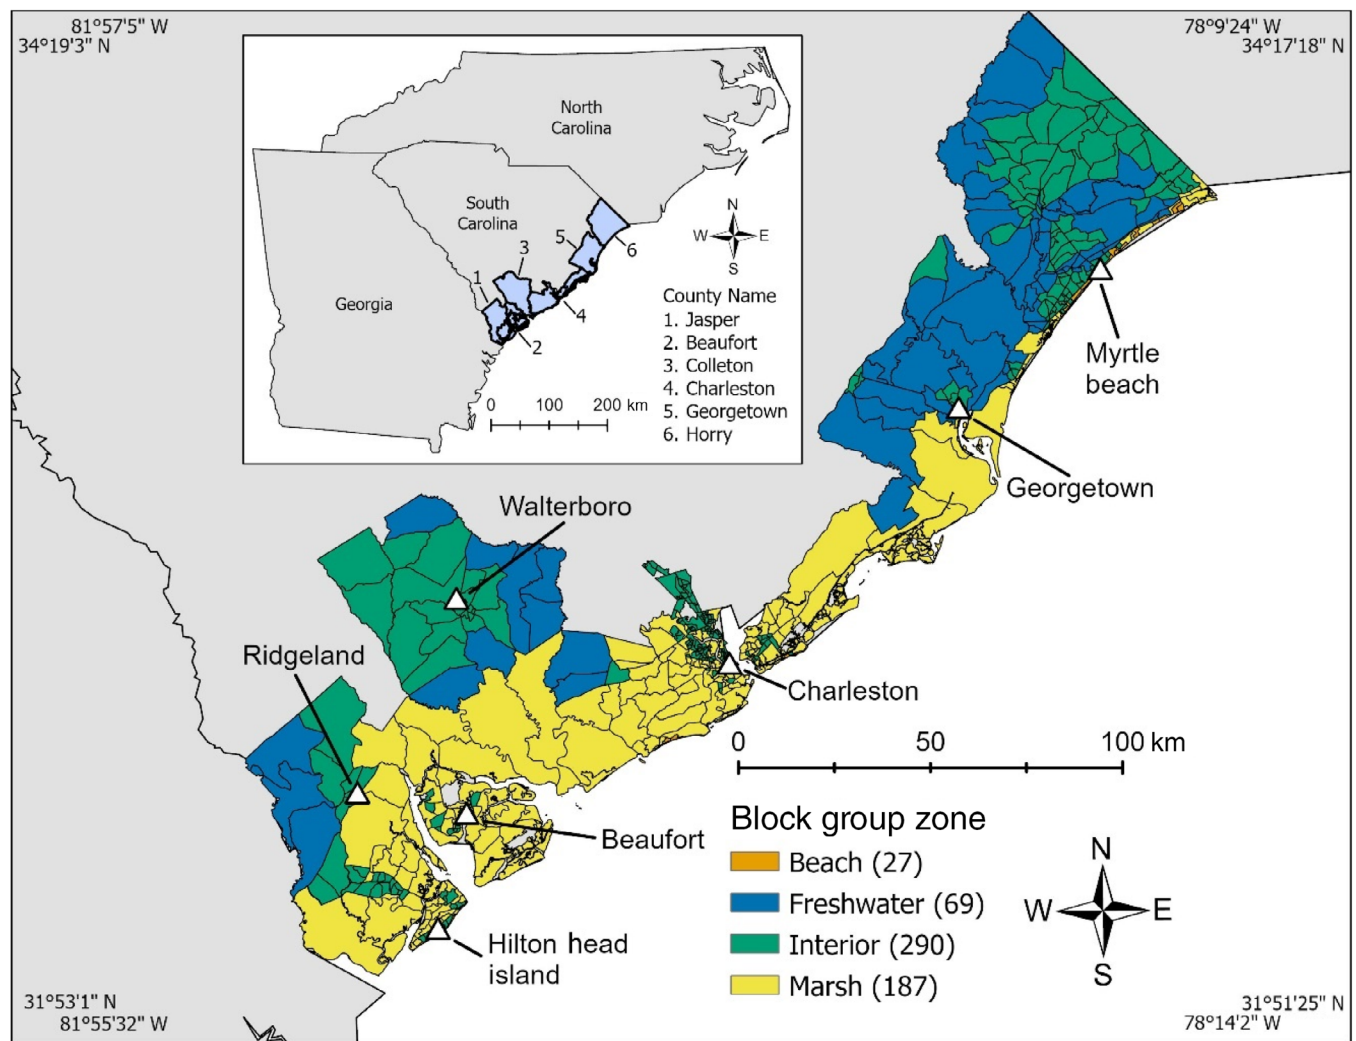 81°57'5" W
34°19'3" N
78°9'24" W
34°17'18" N
North
Carolina
South
Carolina
Georgia
N
W
E
S
1
2
3
4
5
6
County Name
1. Jasper
2. Beaufort
3. Colleton
4. Charleston
5. Georgetown
6. Horry
0 100 200 km
Myrtle
beach
Georgetown
Walterboro
Ridgeland
Charleston
0 50 100 km
Beaufort
Hilton head
island
Block group zone
Beach (27)
Freshwater (69)
Interior (290)
Marsh (187)
N
W
E
S
31°53'1" N
81°55'32" W
31°51'25" N
78°14'2" W